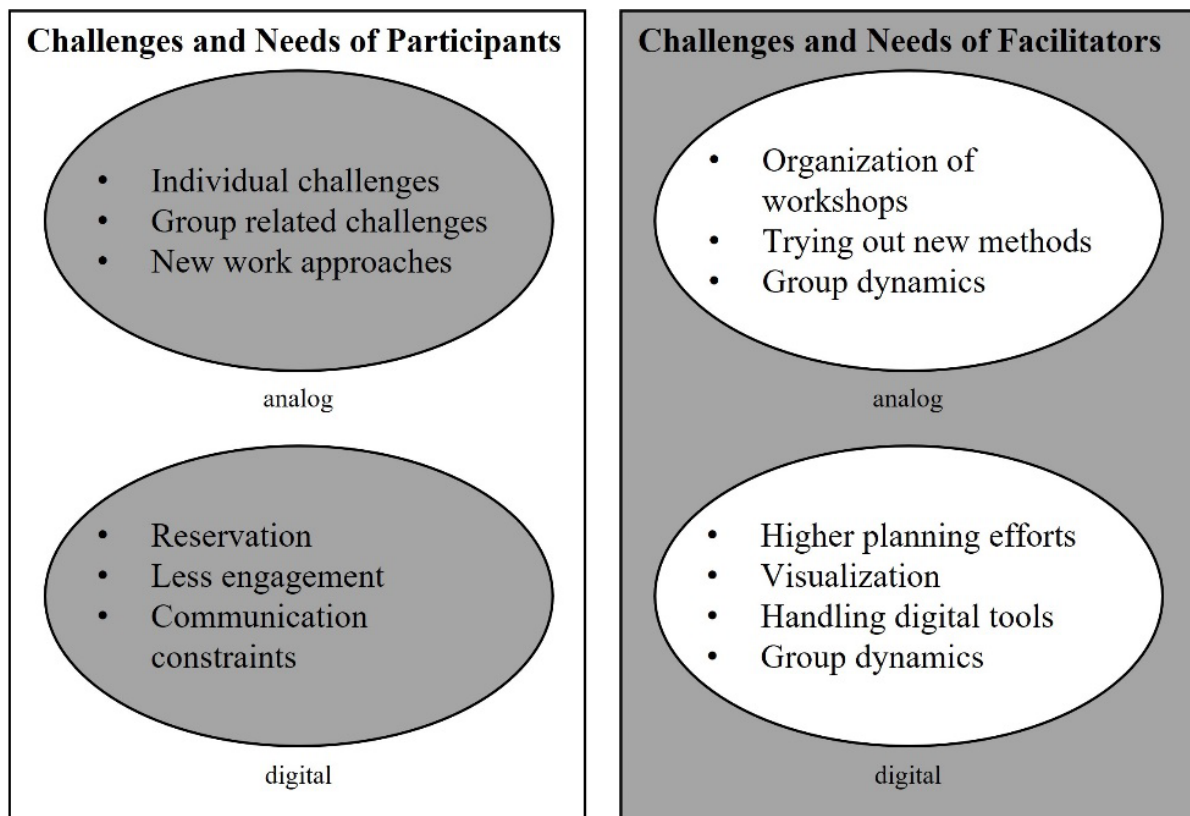 Challenges and Needs of Participants
• Individual challenges
• Group related challenges
• New work approaches
analog
• Reservation
• Less engagement
• Communication
constraints
digital
Challenges and Needs of Facilitators
• Organization of
workshops
• Trying out new methods
• Group dynamics
analog
• Higher planning efforts
• Visualization
• Handling digital tools
• Group dynamics
digital